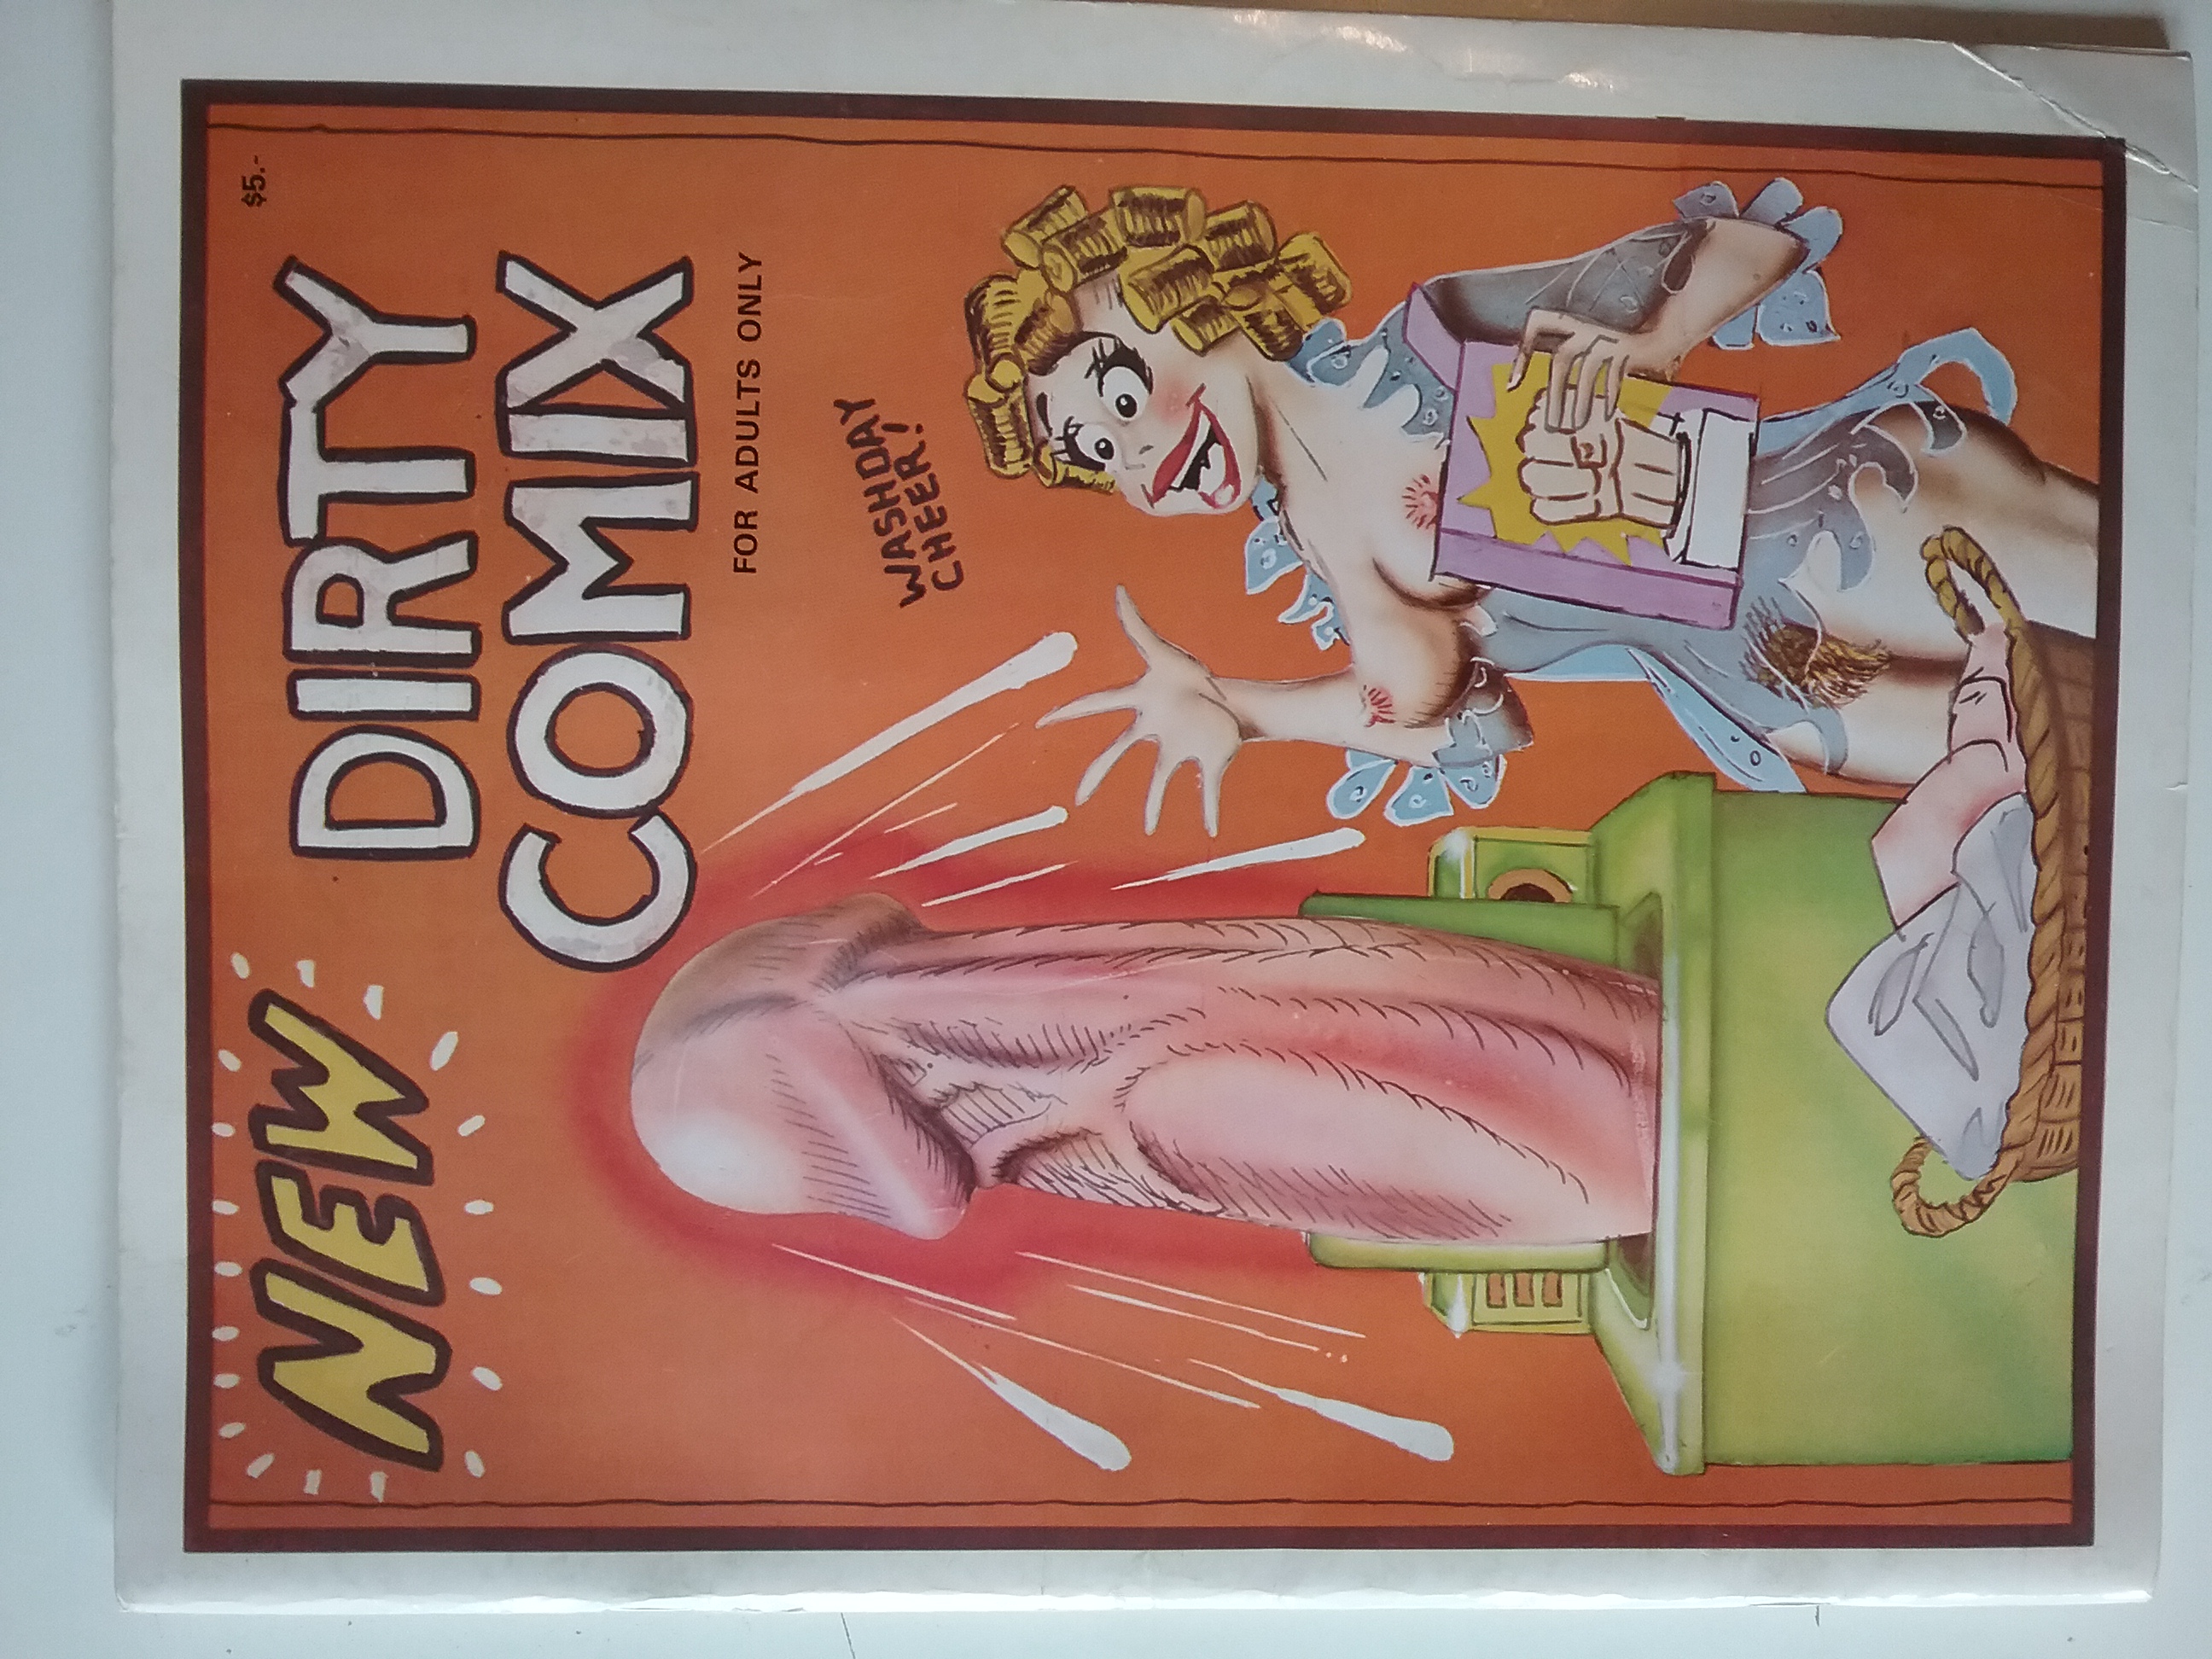 NEW
DIRTY
COMIX
$5.-
FOR ADULTS ONLY
WASHDAY
CHEER!